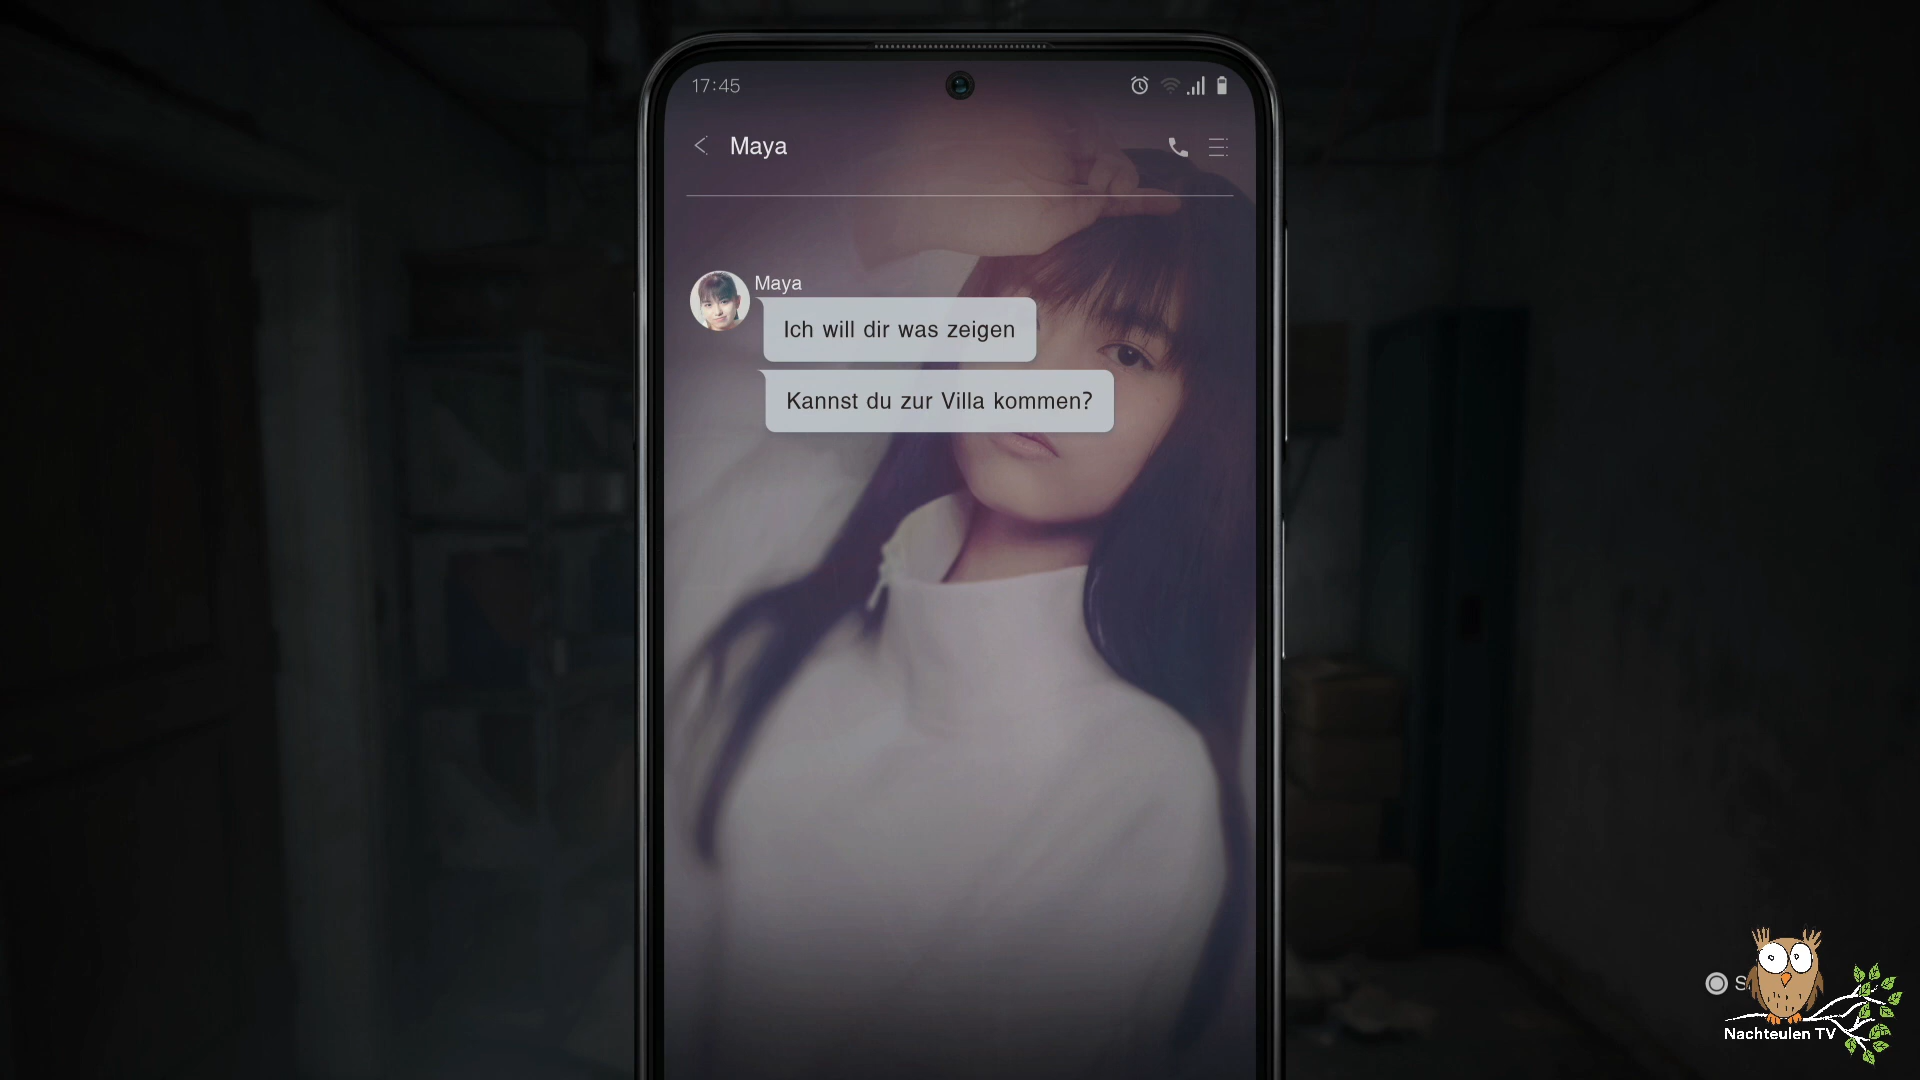 17:45
Maya
Maya
Ich will dir was zeigen
Kannst du zur Villa kommen?
Nachteulen TV